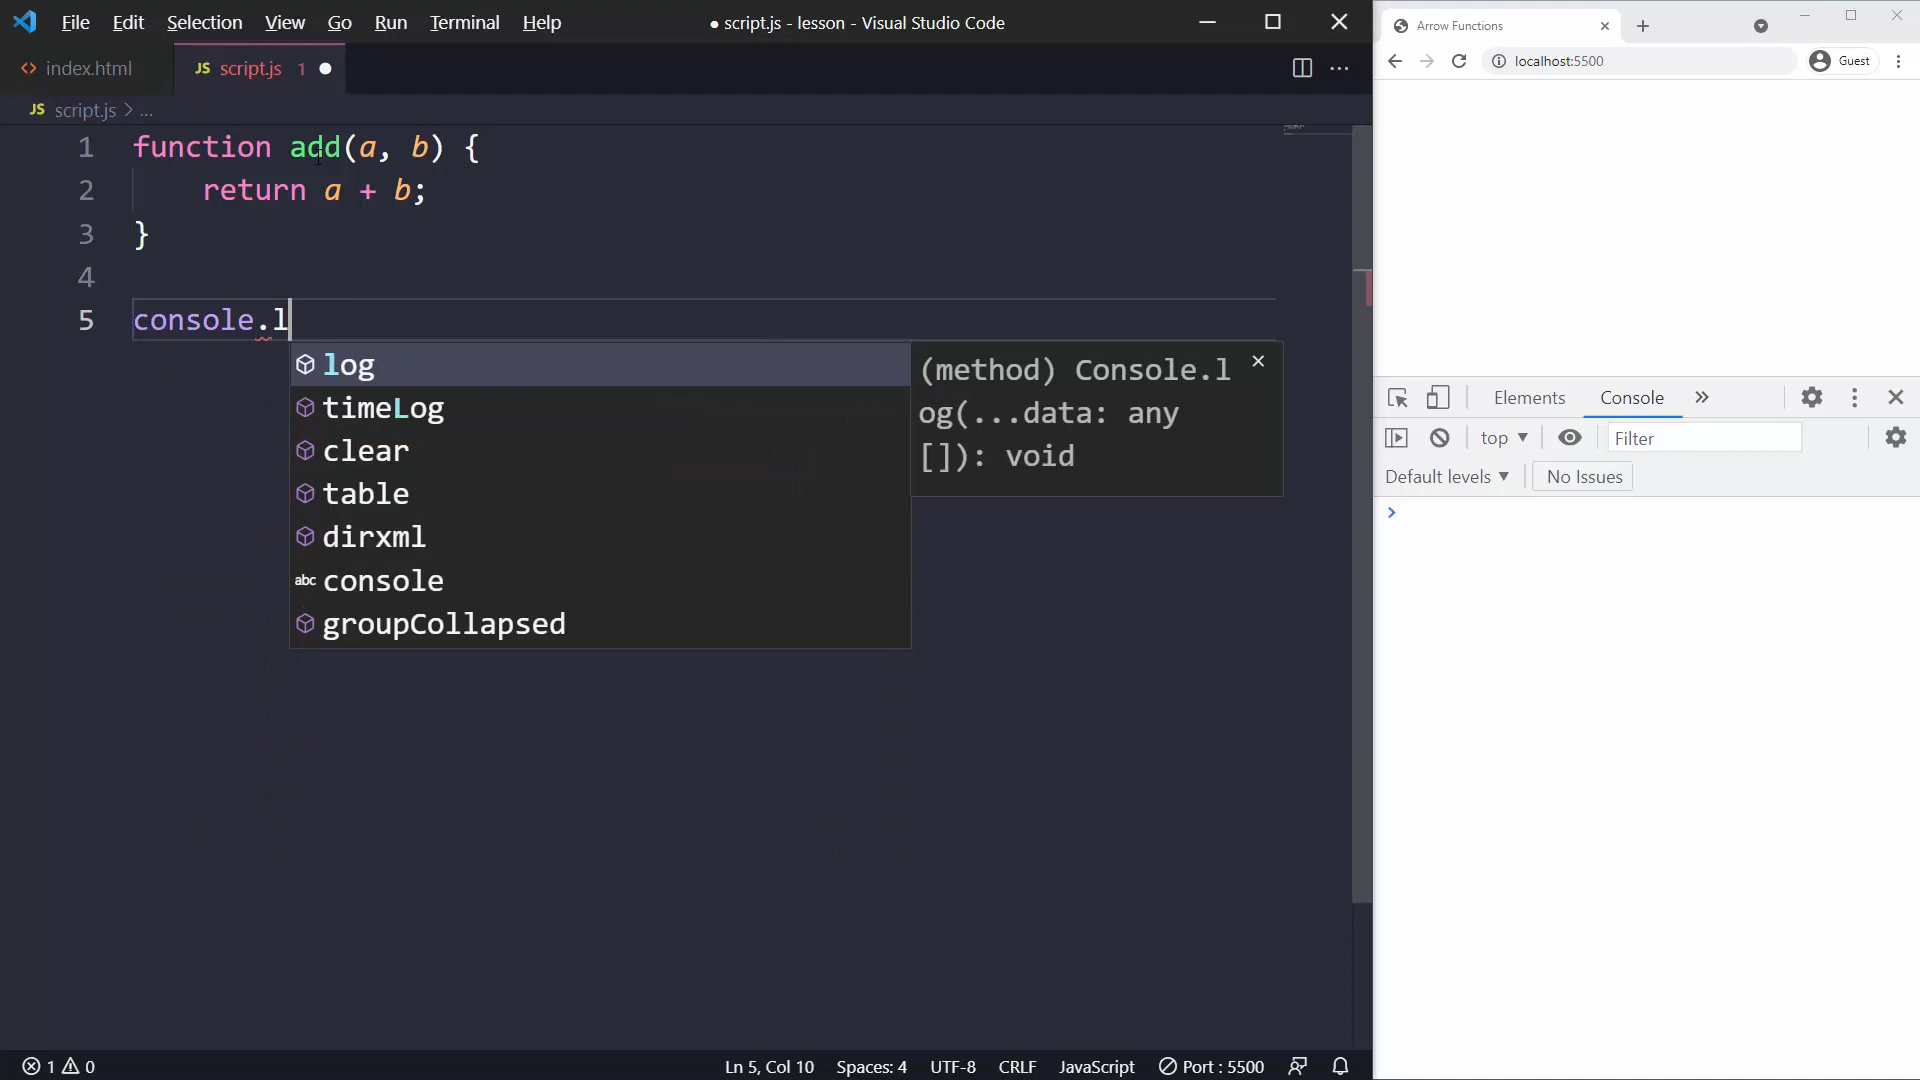 File Edit Selection View Go Run Terminal Help ● script.js - lesson - Visual Studio Code
index.html JS script.js 1
JS script.js > ...
1 function add(a, b) {
2 return a + b;
3 }
4
5 console.l
log
timeLog
clear
table
dirxml
abc console
groupCollapsed
(method) Console.l
og(...data: any
[]): void
1 0 Ln 5, Col 10 Spaces: 4 UTF-8 CRLF JavaScript Port : 5500
Arrow Functions
localhost:5500 Guest
Elements Console »
top Filter
Default levels No Issues